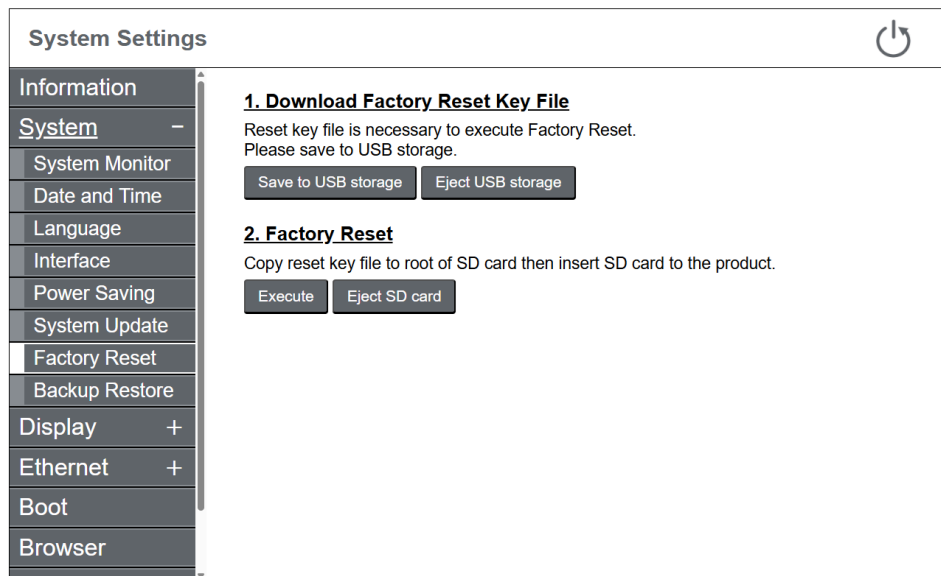 System Settings
Information
System −
System Monitor
Date and Time
Language
Interface
Power Saving
System Update
Factory Reset
Backup Restore
Display +
Ethernet +
Boot
Browser
1. Download Factory Reset Key File
Reset key file is necessary to execute Factory Reset.
Please save to USB storage.
Save to USB storage Eject USB storage
2. Factory Reset
Copy reset key file to root of SD card then insert SD card to the product.
Execute Eject SD card